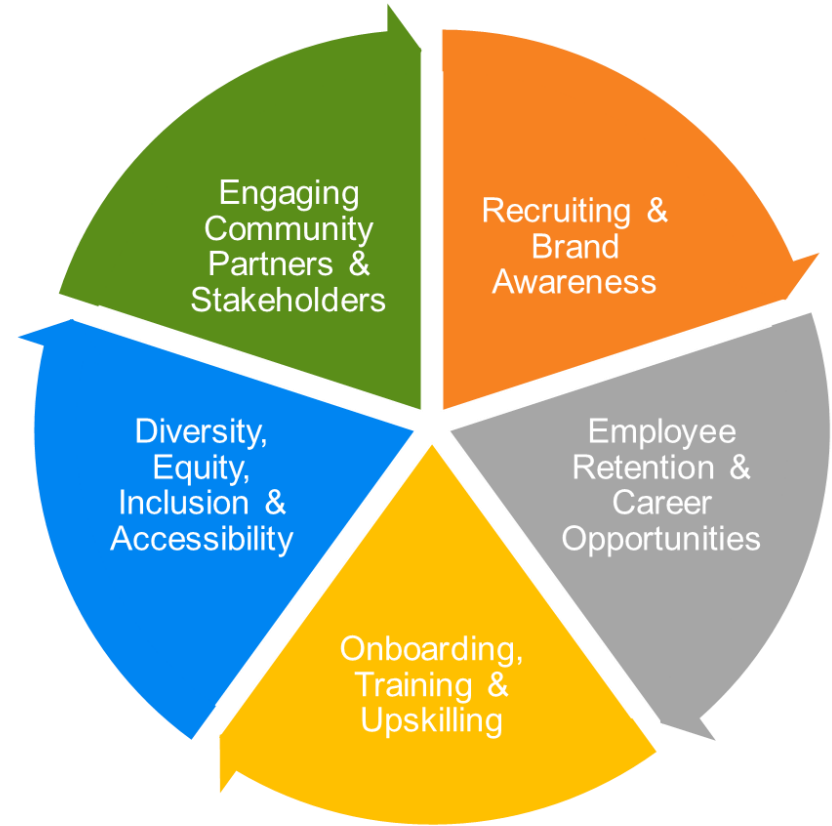 Engaging
Community
Partners &
Stakeholders
Recruiting &
Brand
Awareness
Diversity,
Equity,
Inclusion &
Accessibility
Employee
Retention &
Career
Opportunities
Onboarding,
Training &
Upskilling